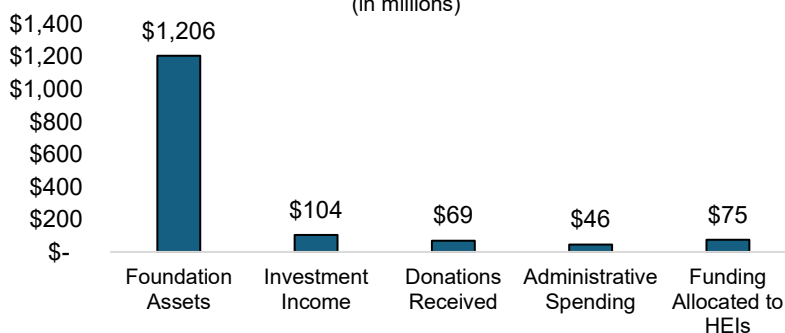 (in millions)
$1,400
$1,200
$1,000
$800
$600
$400
$200
$-
$1,206
$104
$69
$46
$75
Foundation
Assets
Investment
Income
Donations
Received
Administrative
Spending
Funding
Allocated to
HEIs